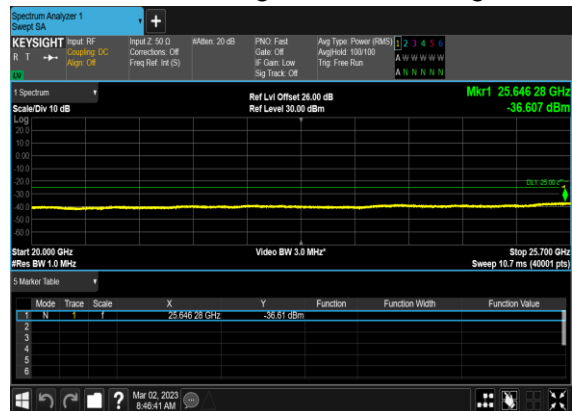 Spectrum Analyzer 1
Swept SA
+
KEYSIGHT Input: RF
R T Coupling: DC
Align: Off
Input Z: 50 Ω
Corrections: Off
Freq Ref: Int (S)
#Atten: 20 dB
PNO: Fast
Gate: Off
IF Gain: Low
Sig Track: Off
Avg Type: Power (RMS)
Avg|Hold: 100/100
Trig: Free Run
1 2 3 4 5 6
A W W W W W
A N N N N N
LW
1 Spectrum
Scale/Div 10 dB
Ref Lvl Offset 26.00 dB
Ref Level 30.00 dBm
Mkr1 25.646 28 GHz
-36.607 dBm
Log
20.0
10.0
0.00
-10.0
-20.0
-30.0
-40.0
-50.0
-60.0
1
Start 20.000 GHz
#Res BW 1.0 MHz
Video BW 3.0 MHz*
Stop 25.700 GHz
Sweep 10.7 ms (40001 pts)
5 Marker Table
Mode Trace Scale X Y Function Function Width Function Value
1 N 1 f 25.646 28 GHz -36.61 dBm
2
3
4
5
6
?
Mar 02, 2023
8:46:41 AM